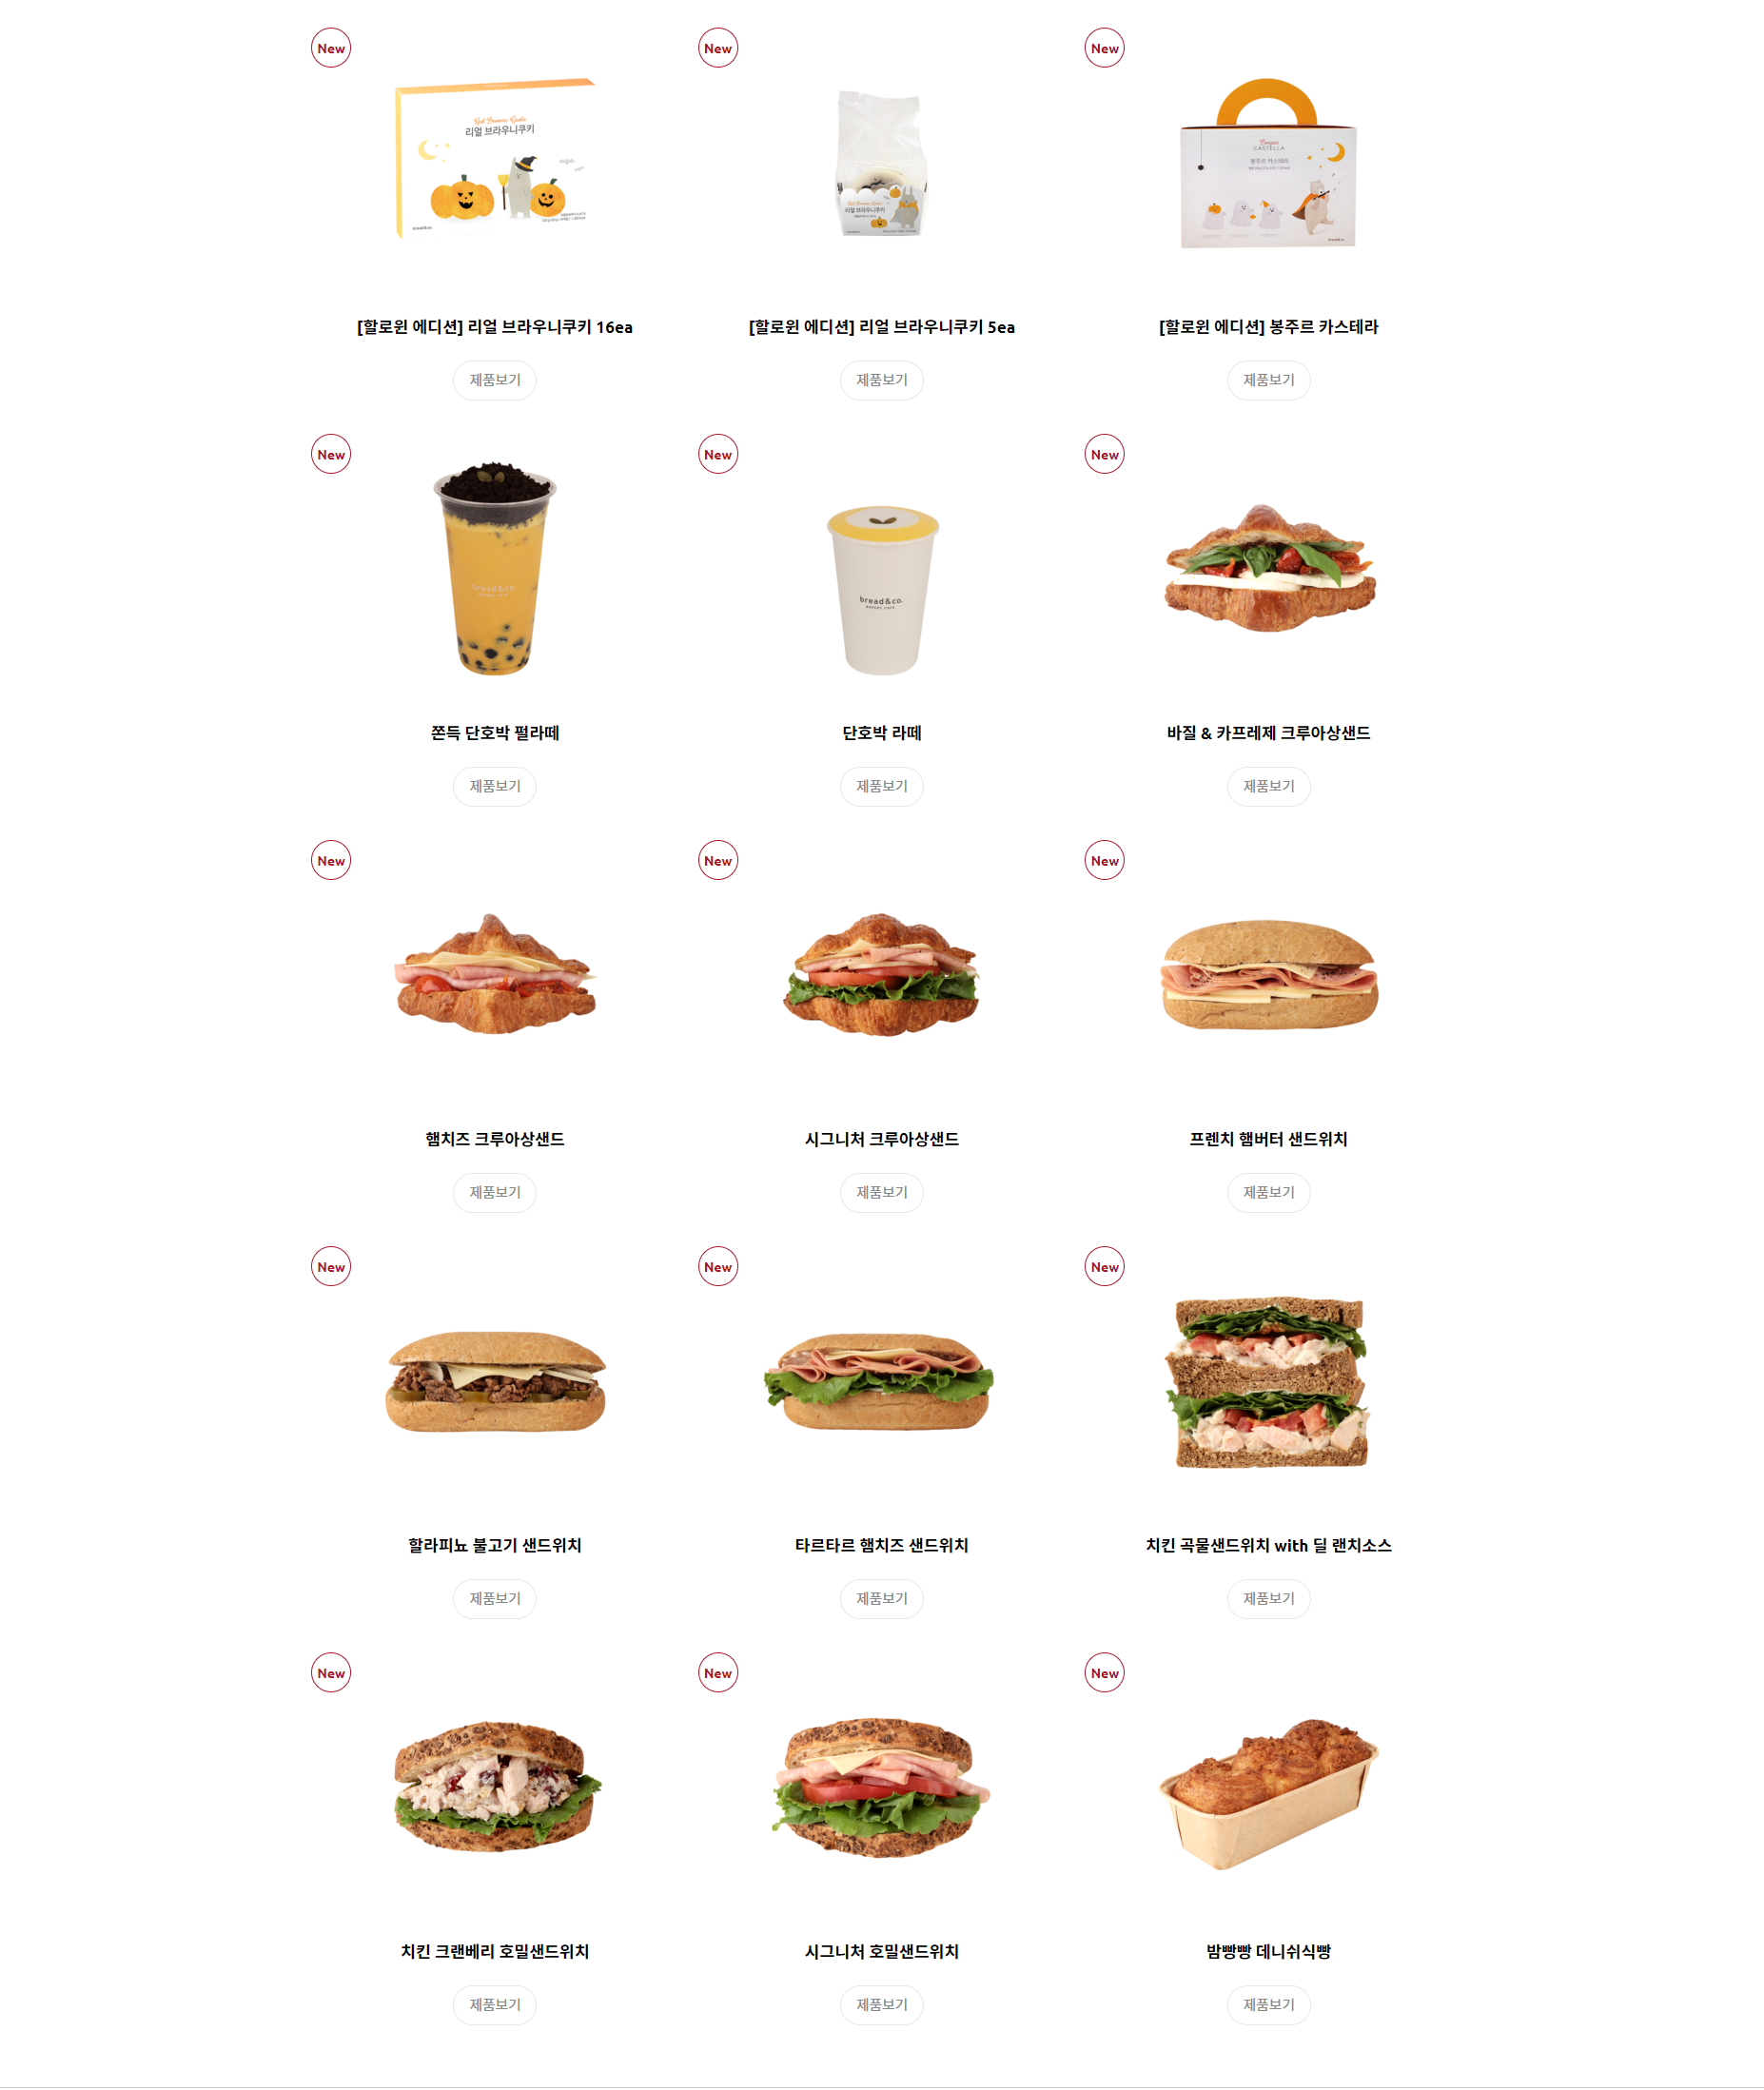 New
New
New
Real Brownie Cookie
리얼 브라우니쿠키
bread&co.
리얼 브라우니쿠키
Bonjour
CASTELLA
봉주르 카스테라
bread&co.
[할로윈 에디션] 리얼 브라우니쿠키 16ea
[할로윈 에디션] 리얼 브라우니쿠키 5ea
[할로윈 에디션] 봉주르 카스테라
제품보기
제품보기
제품보기
New
New
New
bread&co.
BAKERY CAFE
bread&co.
BAKERY CAFE
쫀득 단호박 펄라떼
단호박 라떼
바질 & 카프레제 크루아상샌드
제품보기
제품보기
제품보기
New
New
New
햄치즈 크루아상샌드
시그니처 크루아상샌드
프렌치 햄버터 샌드위치
제품보기
제품보기
제품보기
New
New
New
할라피뇨 불고기 샌드위치
타르타르 햄치즈 샌드위치
치킨 곡물샌드위치 with 딜 랜치소스
제품보기
제품보기
제품보기
New
New
New
치킨 크랜베리 호밀샌드위치
시그니처 호밀샌드위치
밤빵빵 데니쉬식빵
제품보기
제품보기
제품보기